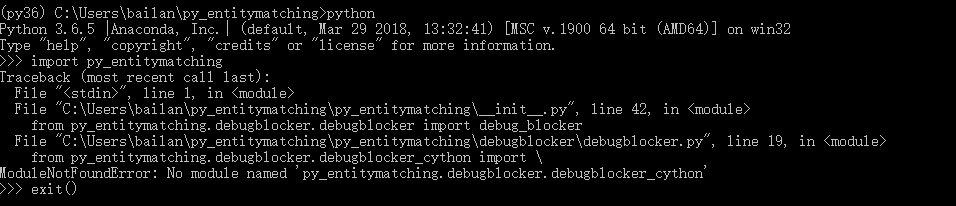 (py36) C:\Users\bailan\py_entitymatching>python
Python 3.6.5 |Anaconda, Inc.| (default, Mar 29 2018, 13:32:41) [MSC v.1900 64 bit (AMD64)] on win32
Type "help", "copyright", "credits" or "license" for more information.
>>> import py_entitymatching
Traceback (most recent call last):
  File "<stdin>", line 1, in <module>
  File "C:\Users\bailan\py_entitymatching\py_entitymatching\__init__.py", line 42, in <module>
    from py_entitymatching.debugblocker.debugblocker import debug_blocker
  File "C:\Users\bailan\py_entitymatching\py_entitymatching\debugblocker\debugblocker.py", line 19, in <module>
    from py_entitymatching.debugblocker.debugblocker_cython import \
ModuleNotFoundError: No module named 'py_entitymatching.debugblocker.debugblocker_cython'
>>> exit()